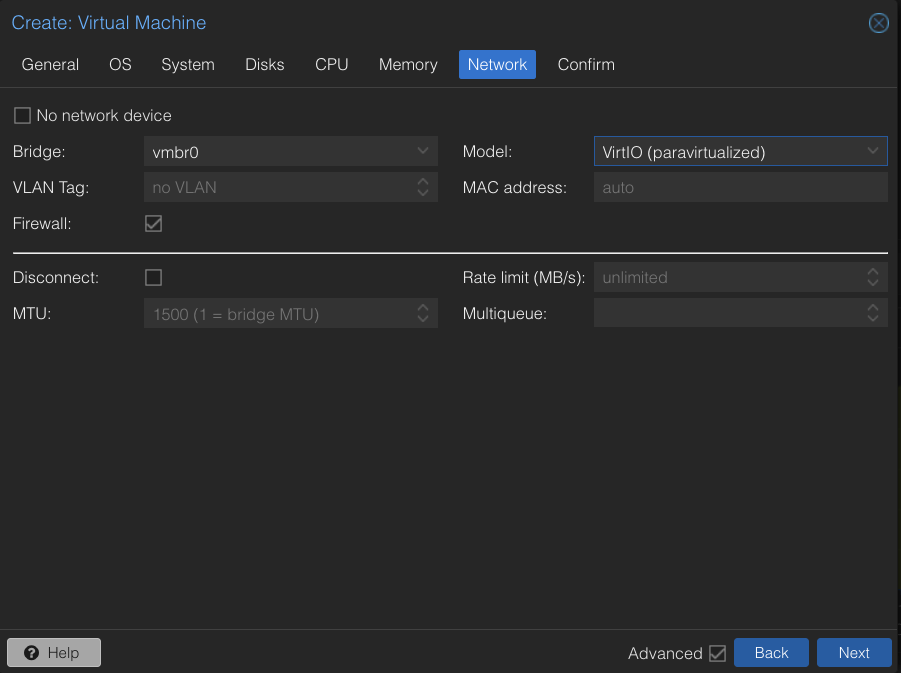 Create: Virtual Machine
General OS System Disks CPU Memory Network Confirm
No network device
Bridge: vmbr0 Model: VirtIO (paravirtualized)
VLAN Tag: no VLAN MAC address: auto
Firewall:
Disconnect: Rate limit (MB/s): unlimited
MTU: 1500 (1 = bridge MTU) Multiqueue:
? Help Advanced Back Next